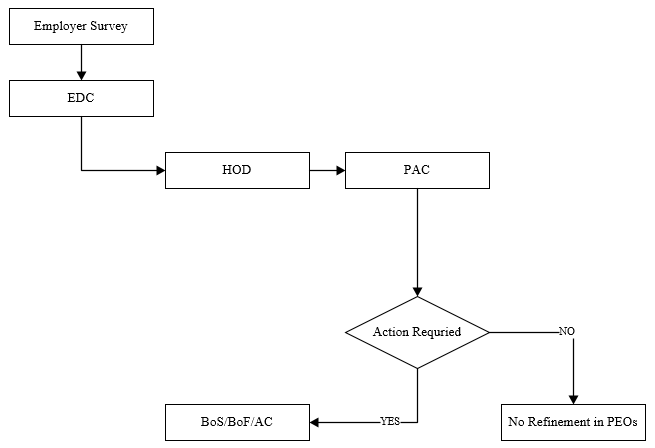 Employer Survey
EDC
HOD
PAC
Action Requried
NO
YES
BoS/BoF/AC
No Refinement in PEOs